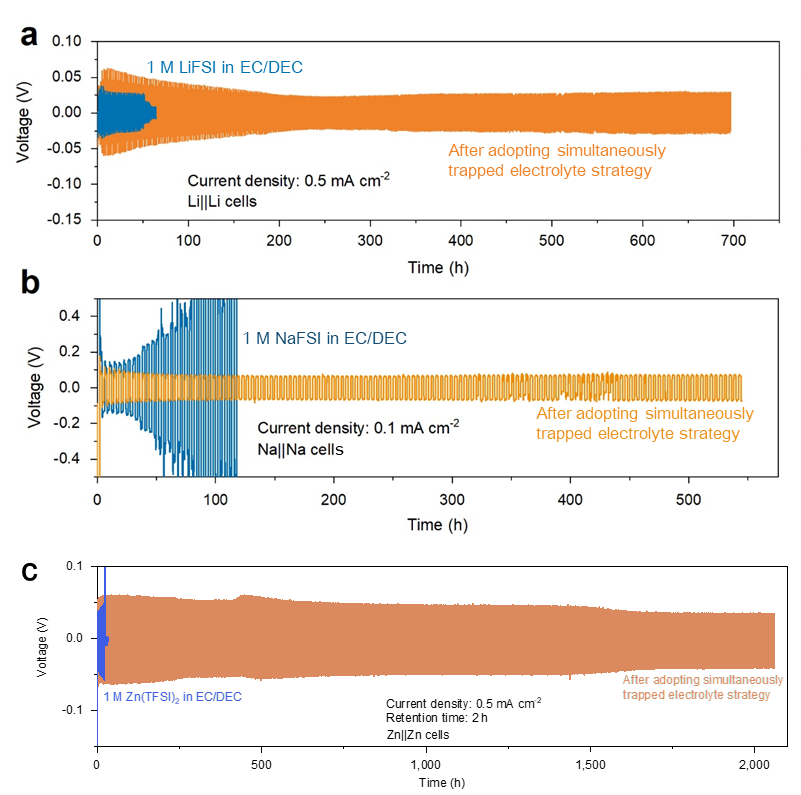 a
0.10
0.05
0.00
-0.05
-0.10
-0.15
Voltage (V)
1 M LiFSI in EC/DEC
After adopting simultaneously
trapped electrolyte strategy
Current density: 0.5 mA cm⁻²
Li||Li cells
0 100 200 300 400 500 600 700
Time (h)
b
0.4
0.2
0.0
-0.2
-0.4
Voltage (V)
1 M NaFSI in EC/DEC
After adopting simultaneously
trapped electrolyte strategy
Current density: 0.1 mA cm⁻²
Na||Na cells
0 100 200 300 400 500
Time (h)
c
0.1
0.0
-0.1
Voltage (V)
After adopting simultaneously
trapped electrolyte strategy
1 M Zn(TFSI)₂ in EC/DEC
Current density: 0.5 mA cm⁻²
Retention time: 2 h
Zn||Zn cells
0 500 1,000 1,500 2,000
Time (h)